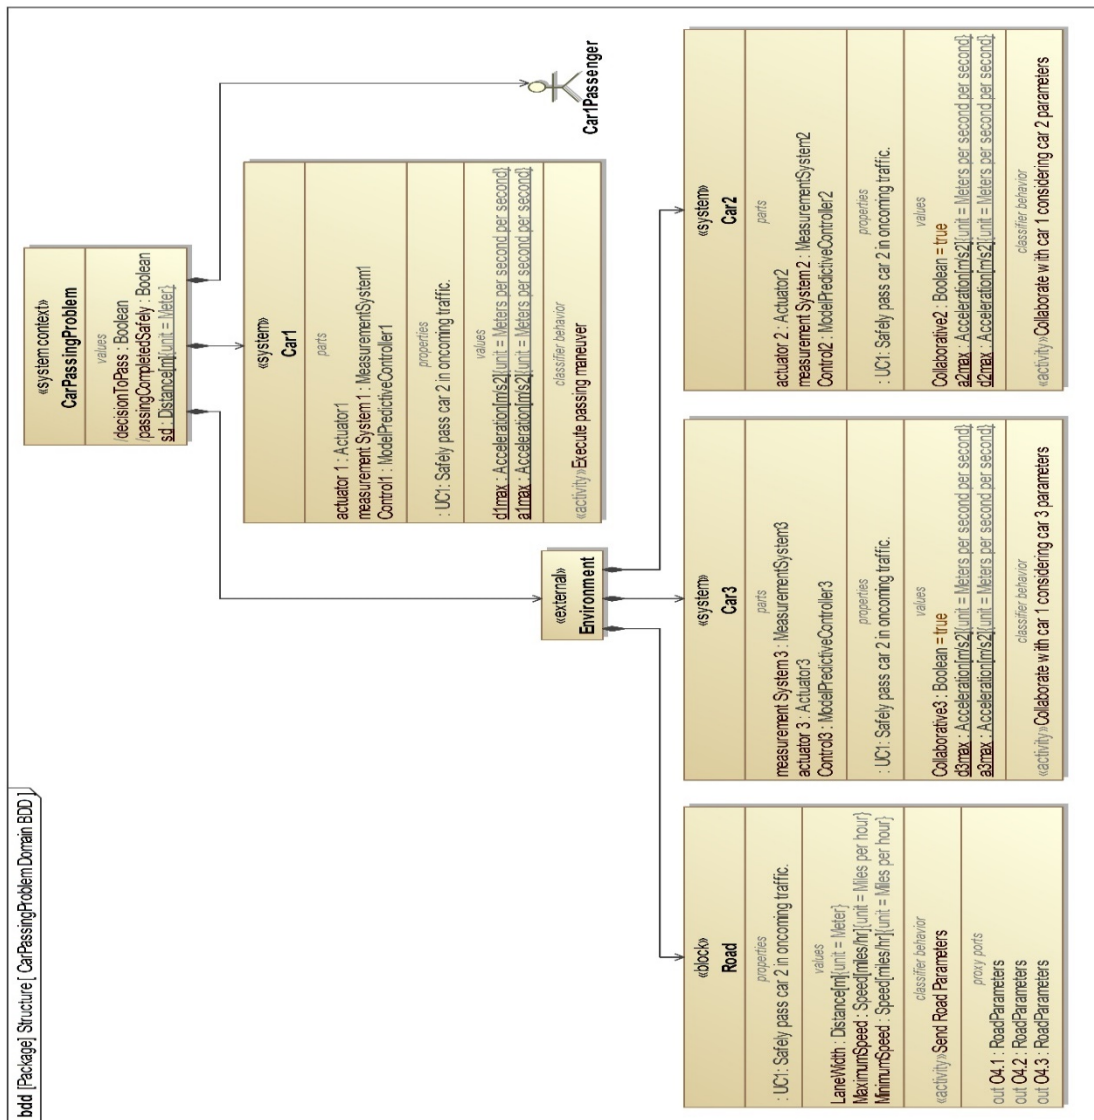 bdd [Package] Structure [ CarPassingProblem Domain BDD ]
«system context»
CarPassingProblem
values
/decisionToPass : Boolean
/passingCompletedSafely : Boolean
sd : Distance[m]{unit = Meter}
«system»
Car1
parts
actuator 1 : Actuator1
measurement System 1 : MeasurementSystem1
Control1 : ModelPredictiveController1
properties
: UC1: Safely pass car 2 in oncoming traffic.
values
d1max : Acceleration[m/s2]{unit = Meters per second per second}
a1max : Acceleration[m/s2]{unit = Meters per second per second}
classifier behavior
«activity»Execute passing maneuver
Car1Passenger
«external»
Environment
«block»
Road
properties
: UC1: Safely pass car 2 in oncoming traffic.
values
LaneWidth : Distance[m]{unit = Meter}
MaximumSpeed : Speed[miles/hr]{unit = Miles per hour}
MinimumSpeed : Speed[miles/hr]{unit = Miles per hour}
classifier behavior
«activity»Send Road Parameters
proxy ports
out O4.1 : RoadParameters
out O4.2 : RoadParameters
out O4.3 : RoadParameters
«system»
Car3
parts
measurement System 3 : MeasurementSystem3
actuator 3 : Actuator3
Control3 : ModelPredictiveController3
properties
: UC1: Safely pass car 2 in oncoming traffic.
values
Collaborative3 : Boolean = true
d3max : Acceleration[m/s2]{unit = Meters per second per second}
a3max : Acceleration[m/s2]{unit = Meters per second per second}
classifier behavior
«activity»Collaborate with car 1 considering car 3 parameters
«system»
Car2
parts
actuator 2 : Actuator2
measurement System 2 : MeasurementSystem2
Control2 : ModelPredictiveController2
properties
: UC1: Safely pass car 2 in oncoming traffic.
values
Collaborative2 : Boolean = true
a2max : Acceleration[m/s2]{unit = Meters per second per second}
d2max : Acceleration[m/s2]{unit = Meters per second per second}
classifier behavior
«activity»Collaborate with car 1 considering car 2 parameters